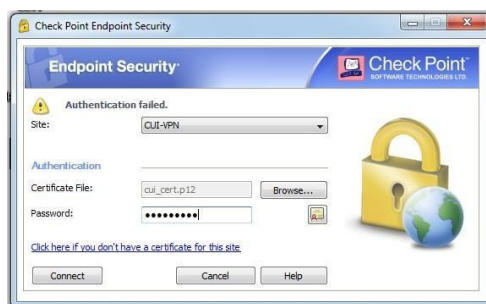 Check Point Endpoint Security
Endpoint Security
Check Point
SOFTWARE TECHNOLOGIES LTD.
Authentication failed.
Site: CUI-VPN
Authentication
Certificate File: cui_cert.p12 Browse...
Password: •••••••••
Click here if you don't have a certificate for this site
Connect Cancel Help